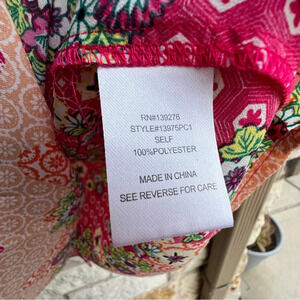 RN#139276
STYLE#13975PC1
SELF
100%POLYESTER
MADE IN CHINA
SEE REVERSE FOR CARE